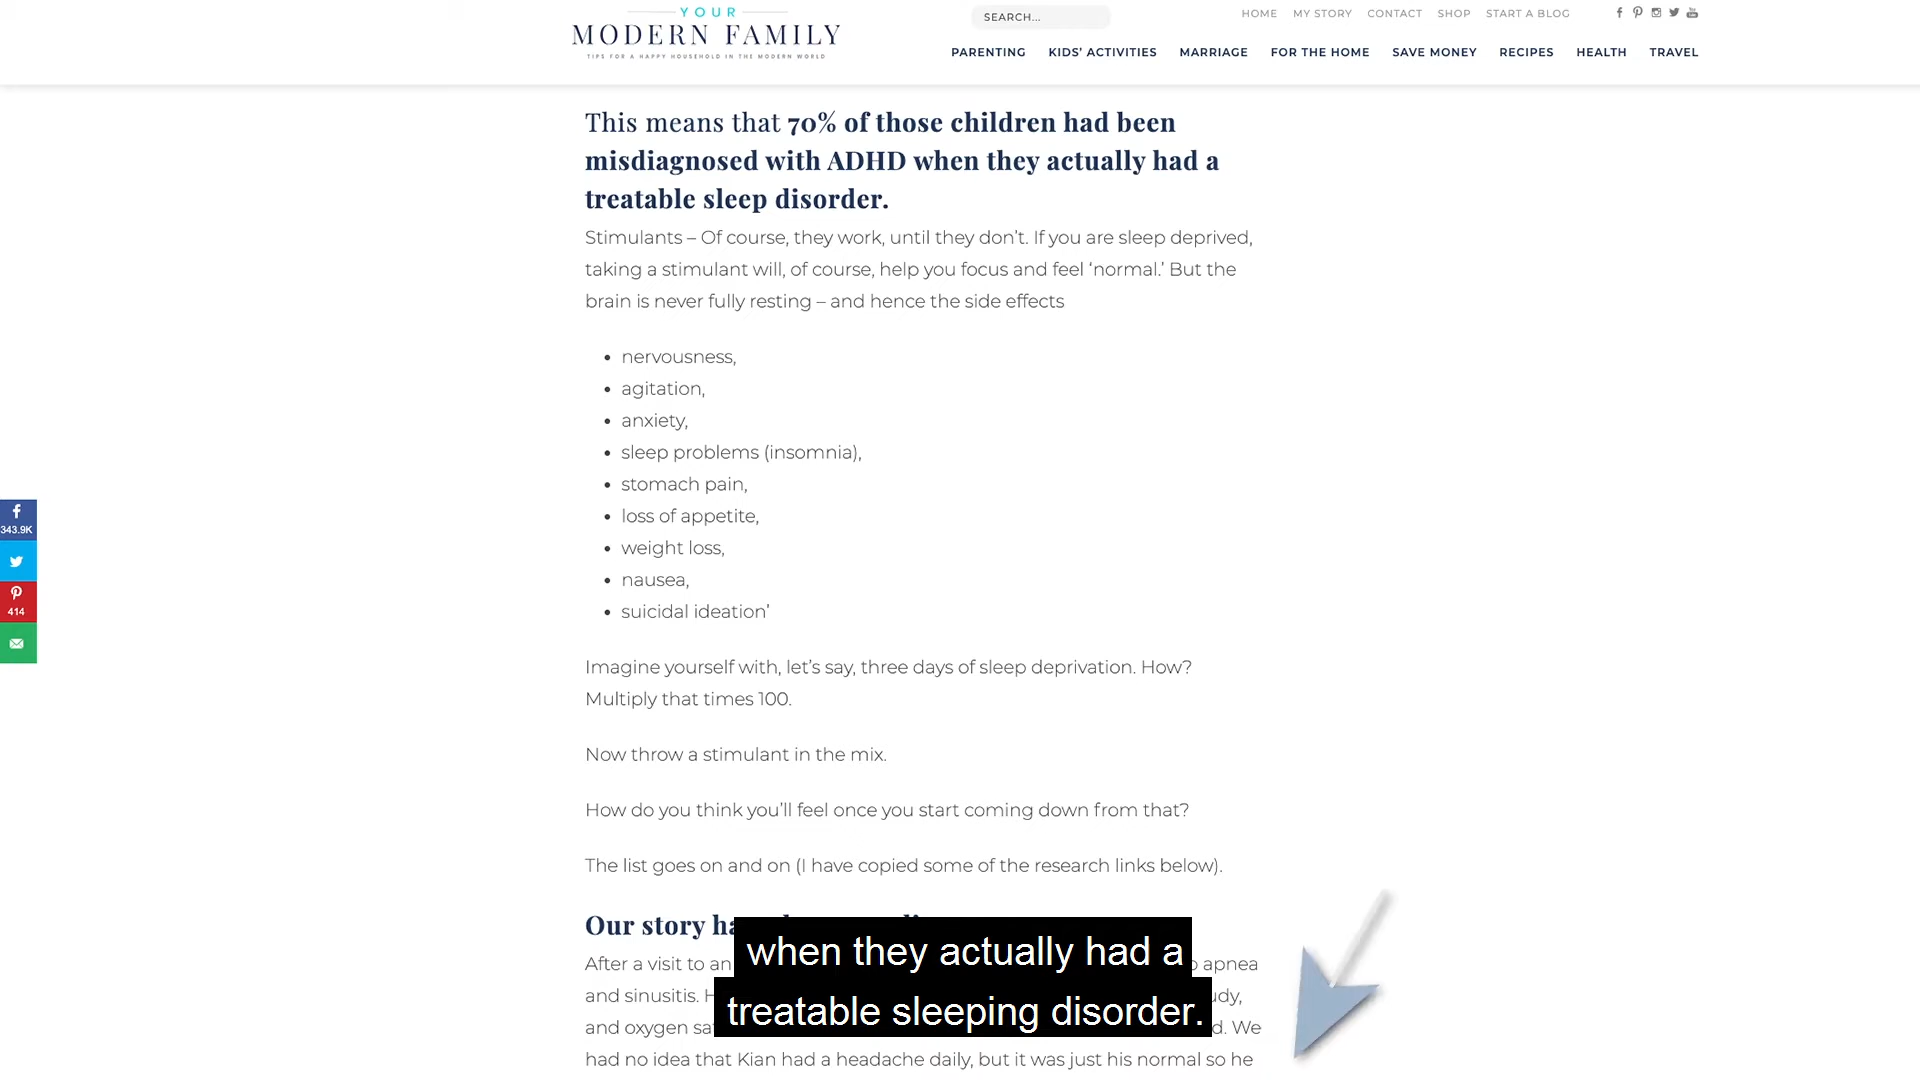 YOUR
MODERN FAMILY
TIPS FOR A HAPPY HOUSEHOLD IN THE MODERN WORLD
SEARCH...
HOME MY STORY CONTACT SHOP START A BLOG
PARENTING KIDS' ACTIVITIES MARRIAGE FOR THE HOME SAVE MONEY RECIPES HEALTH TRAVEL
This means that 70% of those children had been
misdiagnosed with ADHD when they actually had a
treatable sleep disorder.
Stimulants – Of course, they work, until they don’t. If you are sleep deprived,
taking a stimulant will, of course, help you focus and feel ‘normal.’ But the
brain is never fully resting – and hence the side effects
• nervousness,
• agitation,
• anxiety,
• sleep problems (insomnia),
• stomach pain,
• loss of appetite,
• weight loss,
• nausea,
• suicidal ideation’
343.9K
414
Imagine yourself with, let’s say, three days of sleep deprivation. How?
Multiply that times 100.
Now throw a stimulant in the mix.
How do you think you’ll feel once you start coming down from that?
The list goes on and on (I have copied some of the research links below).
Our story
After a visit to an apnea
and sinusitis.
and oxygen We
had no idea that Kian had a headache daily, but it was just his normal so he
when they actually had a
treatable sleeping disorder.